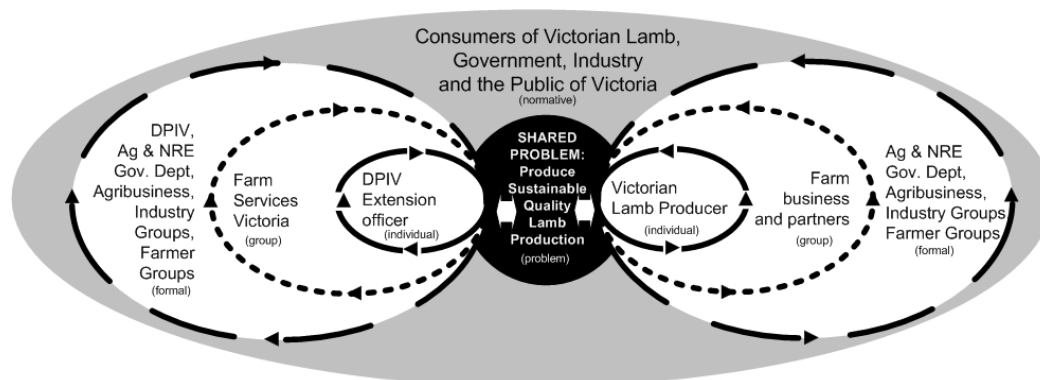 Consumers of Victorian Lamb,
Government, Industry
and the Public of Victoria
(normative)
DPIV,
Ag & NRE
Gov. Dept,
Agribusiness,
Industry
Groups,
Farmer
Groups
(formal)
Farm
Services
Victoria
(group)
DPIV
Extension
officer
(individual)
SHARED
PROBLEM:
Produce
Sustainable
Quality
Lamb
Production
(problem)
Victorian
Lamb Producer
(individual)
Farm
business
and partners
(group)
Ag & NRE
Gov. Dept,
Agribusiness,
Industry Groups
Farmer Groups
(formal)